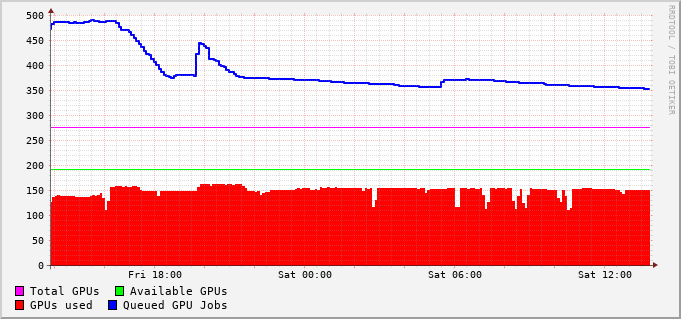 500
450
400
350
300
250
200
150
100
50
0
Fri 18:00 Sat 00:00 Sat 06:00 Sat 12:00
Total GPUs Available GPUs
GPUs used Queued GPU Jobs
RRDTOOL / TOBI OETIKER